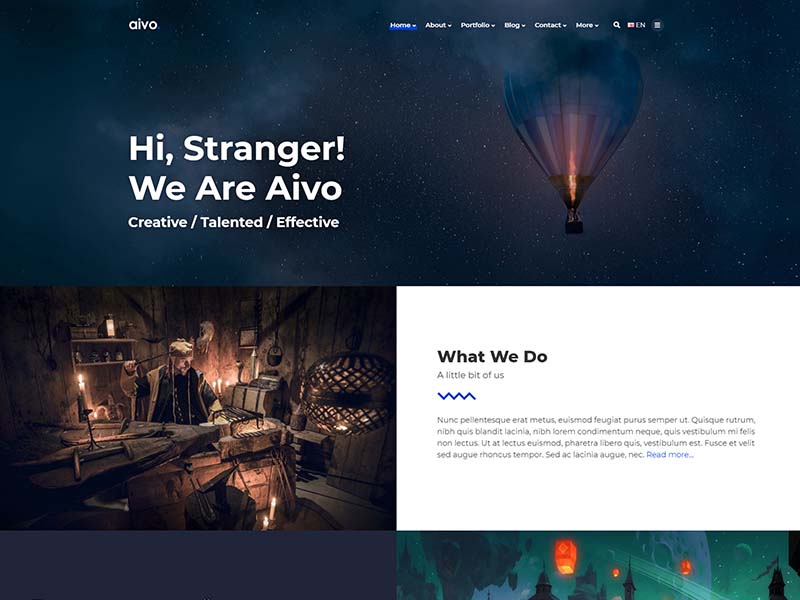 aivo.
Home About Portfolio Blog Contact More EN
Hi, Stranger!
We Are Aivo
Creative / Talented / Effective
What We Do
A little bit of us
Nunc pellentesque erat metus, euismod feugiat purus semper ut. Quisque rutrum,
nibh quis blandit lacinia, nibh lorem condimentum neque, quis vestibulum mi felis
non lectus. Ut at lectus euismod, pharetra libero quis, vestibulum est. Fusce et velit
sed augue rhoncus tempor. Sed ac lacinia augue, nec. Read more...